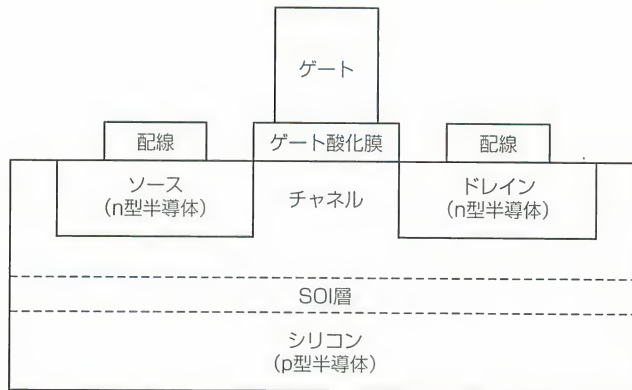 ゲート
配線
ゲート酸化膜
配線
ソース
(n型半導体)
チャネル
ドレイン
(n型半導体)
SOI層
シリコン
(p型半導体)